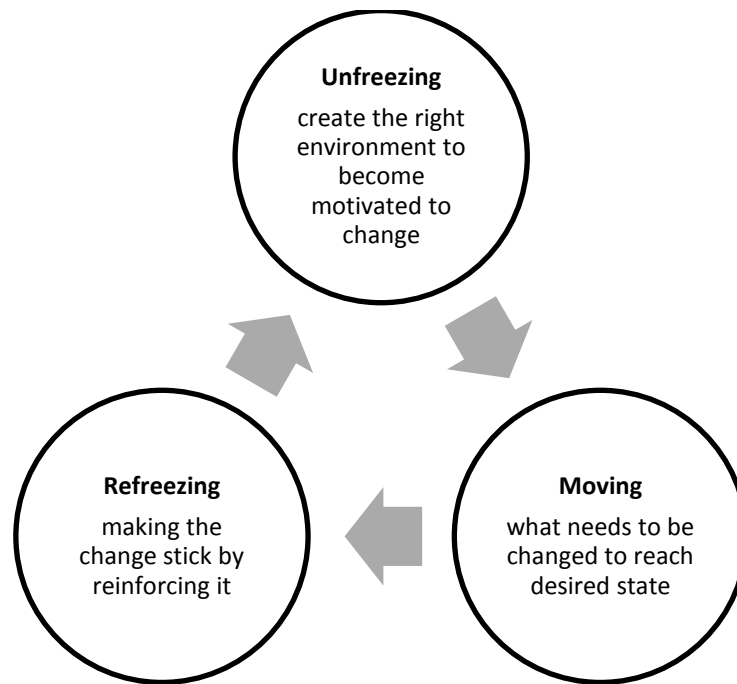 Unfreezing
create the right
environment to
become
motivated to
change
Refreezing
making the
change stick by
reinforcing it
Moving
what needs to be
changed to reach
desired state